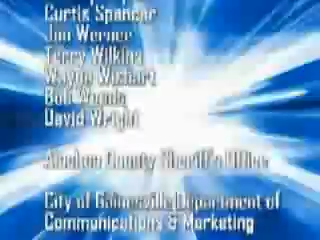 Curtis Spencer
Jon Werner
Terry Wilkins
Wayne Wishart
Bob Woods
David Wright
Alachua County Sheriff's Office
City of Gainesville Department of
Communications & Marketing